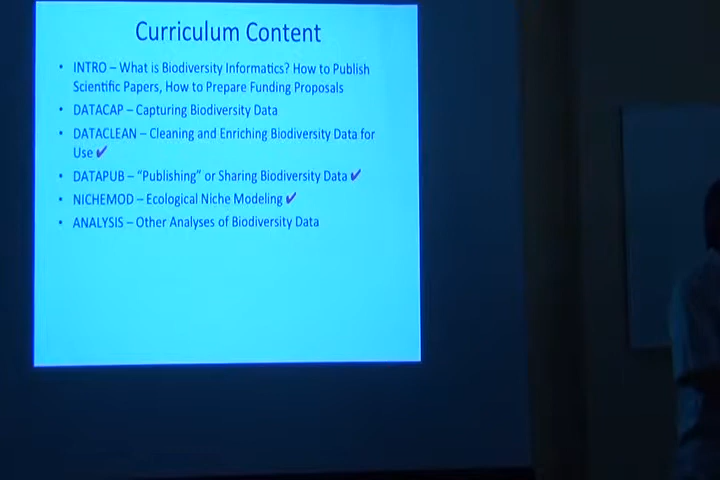 Curriculum Content
• INTRO – What is Biodiversity Informatics? How to Publish
Scientific Papers, How to Prepare Funding Proposals
• DATACAP – Capturing Biodiversity Data
• DATACLEAN – Cleaning and Enriching Biodiversity Data for
Use ✔
• DATAPUB – “Publishing” or Sharing Biodiversity Data ✔
• NICHEMOD – Ecological Niche Modeling ✔
• ANALYSIS – Other Analyses of Biodiversity Data